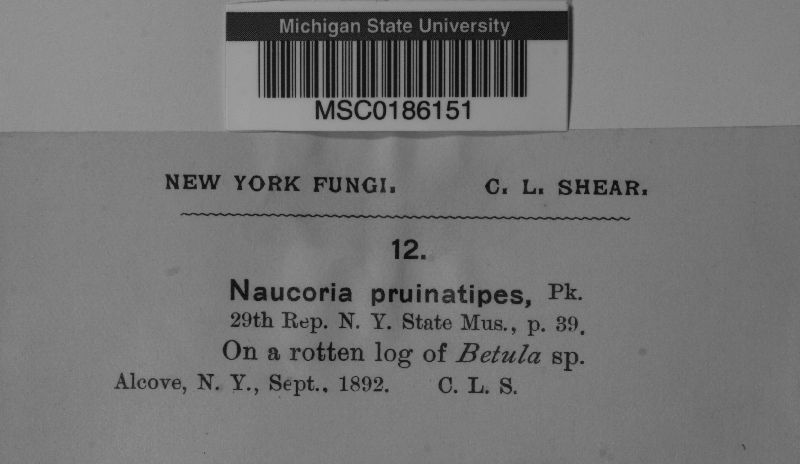 Michigan State University
MSC0186151
NEW YORK FUNGI. C. L. SHEAR.
12.
Naucoria pruinatipes, Pk.
29th Rep. N. Y. State Mus., p. 39.
On a rotten log of Betula sp.
Alcove, N. Y., Sept., 1892. C. L. S.